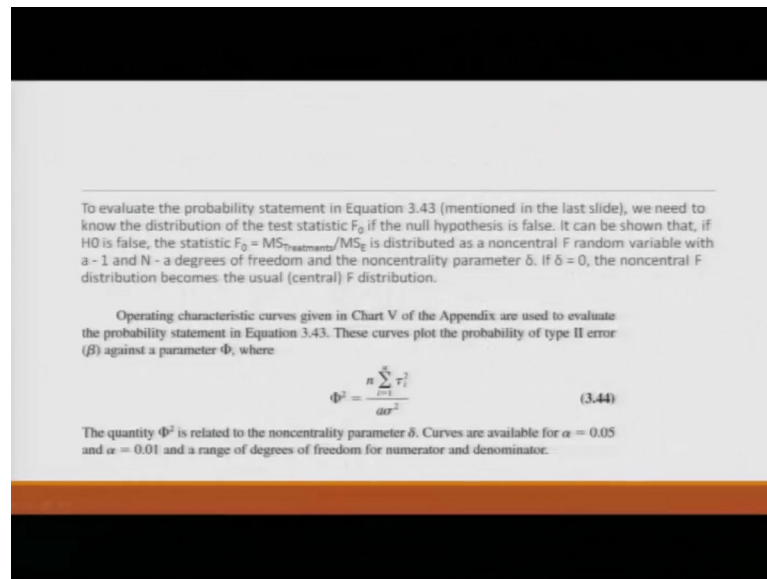 To evaluate the probability statement in Equation 3.43 (mentioned in the last slide), we need to
know the distribution of the test statistic F₀ if the null hypothesis is false. It can be shown that, if
H0 is false, the statistic F₀ = MS_Treatments/MS_E is distributed as a noncentral F random variable with
a - 1 and N - a degrees of freedom and the noncentrality parameter δ. If δ = 0, the noncentral F
distribution becomes the usual (central) F distribution.
Operating characteristic curves given in Chart V of the Appendix are used to evaluate
the probability statement in Equation 3.43. These curves plot the probability of type II error
(β) against a parameter Φ, where
Φ² = n ∑ᵢ₌₁ᵃ τᵢ² / aσ² (3.44)
The quantity Φ² is related to the noncentrality parameter δ. Curves are available for α = 0.05
and α = 0.01 and a range of degrees of freedom for numerator and denominator.